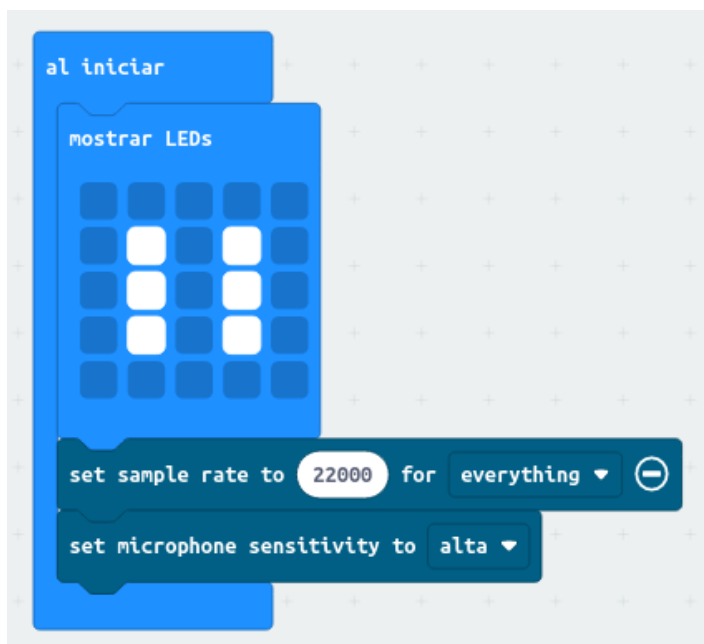 al iniciar
mostrar LEDs
set sample rate to 22000 for everything
set microphone sensitivity to alta